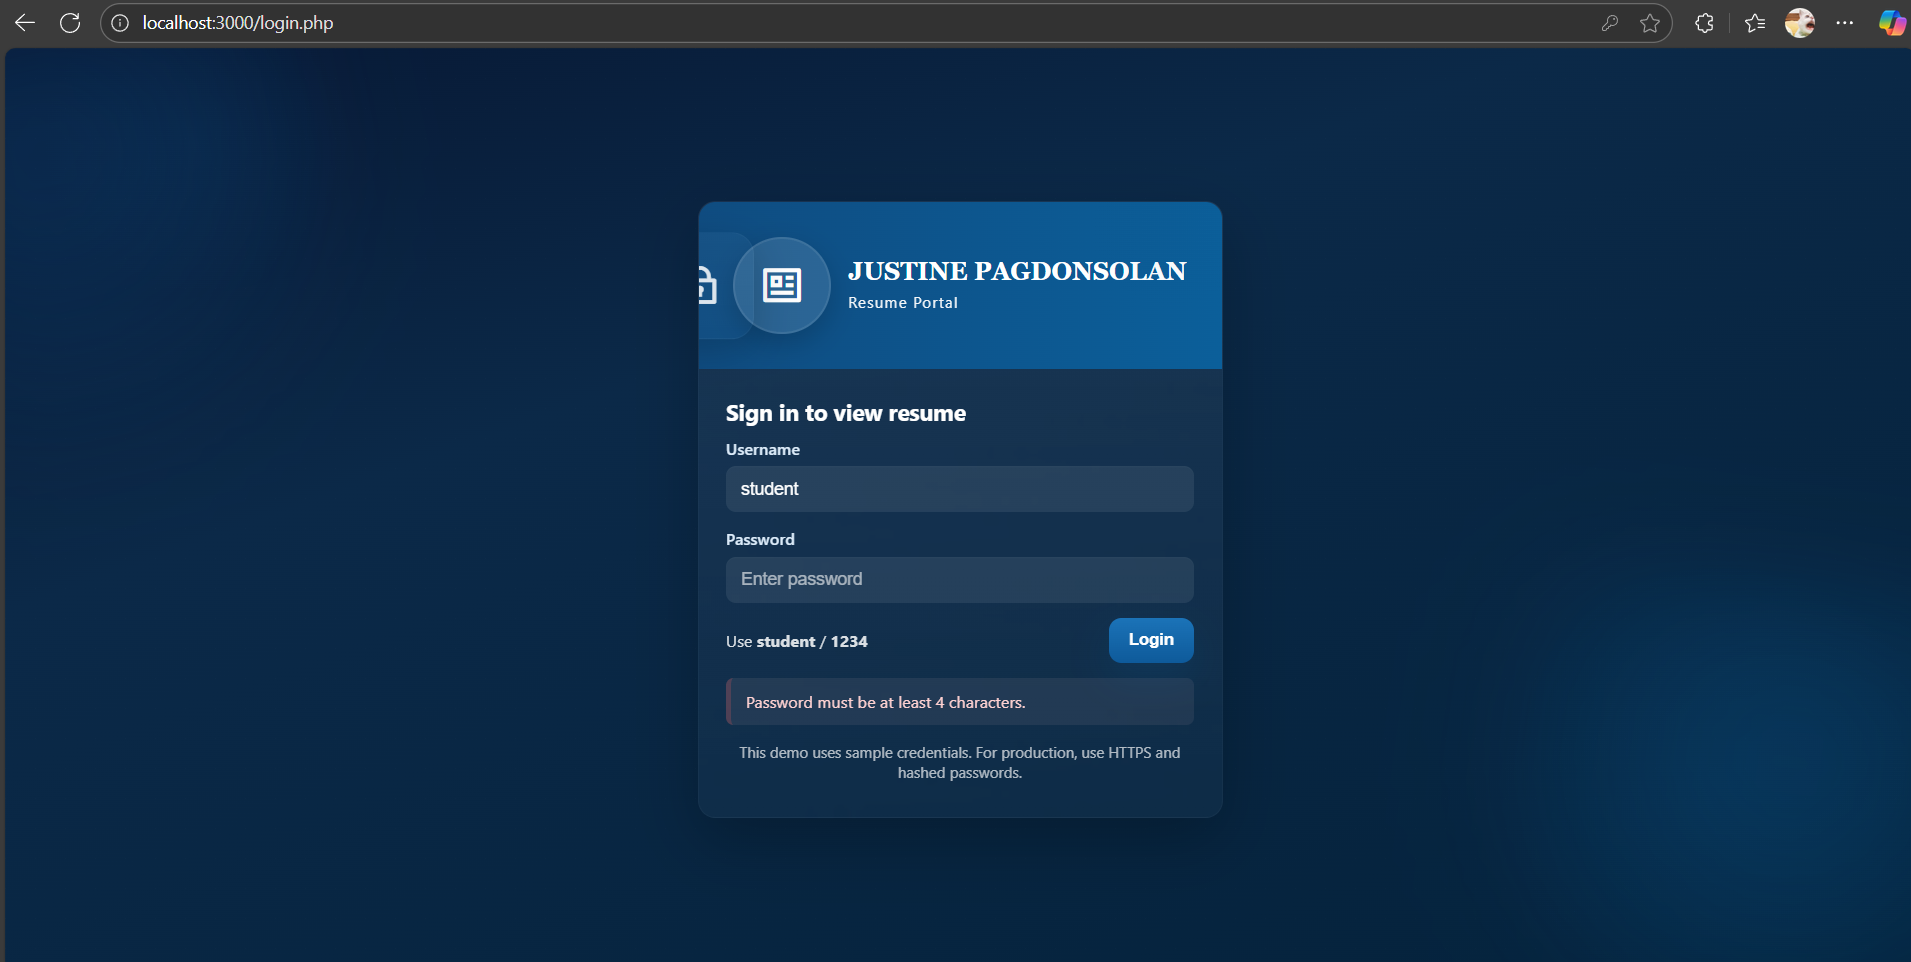 localhost:3000/login.php
JUSTINE PAGDONSOLAN
Resume Portal
Sign in to view resume
Username
student
Password
Enter password
Use student / 1234
Login
Password must be at least 4 characters.
This demo uses sample credentials. For production, use HTTPS and
hashed passwords.